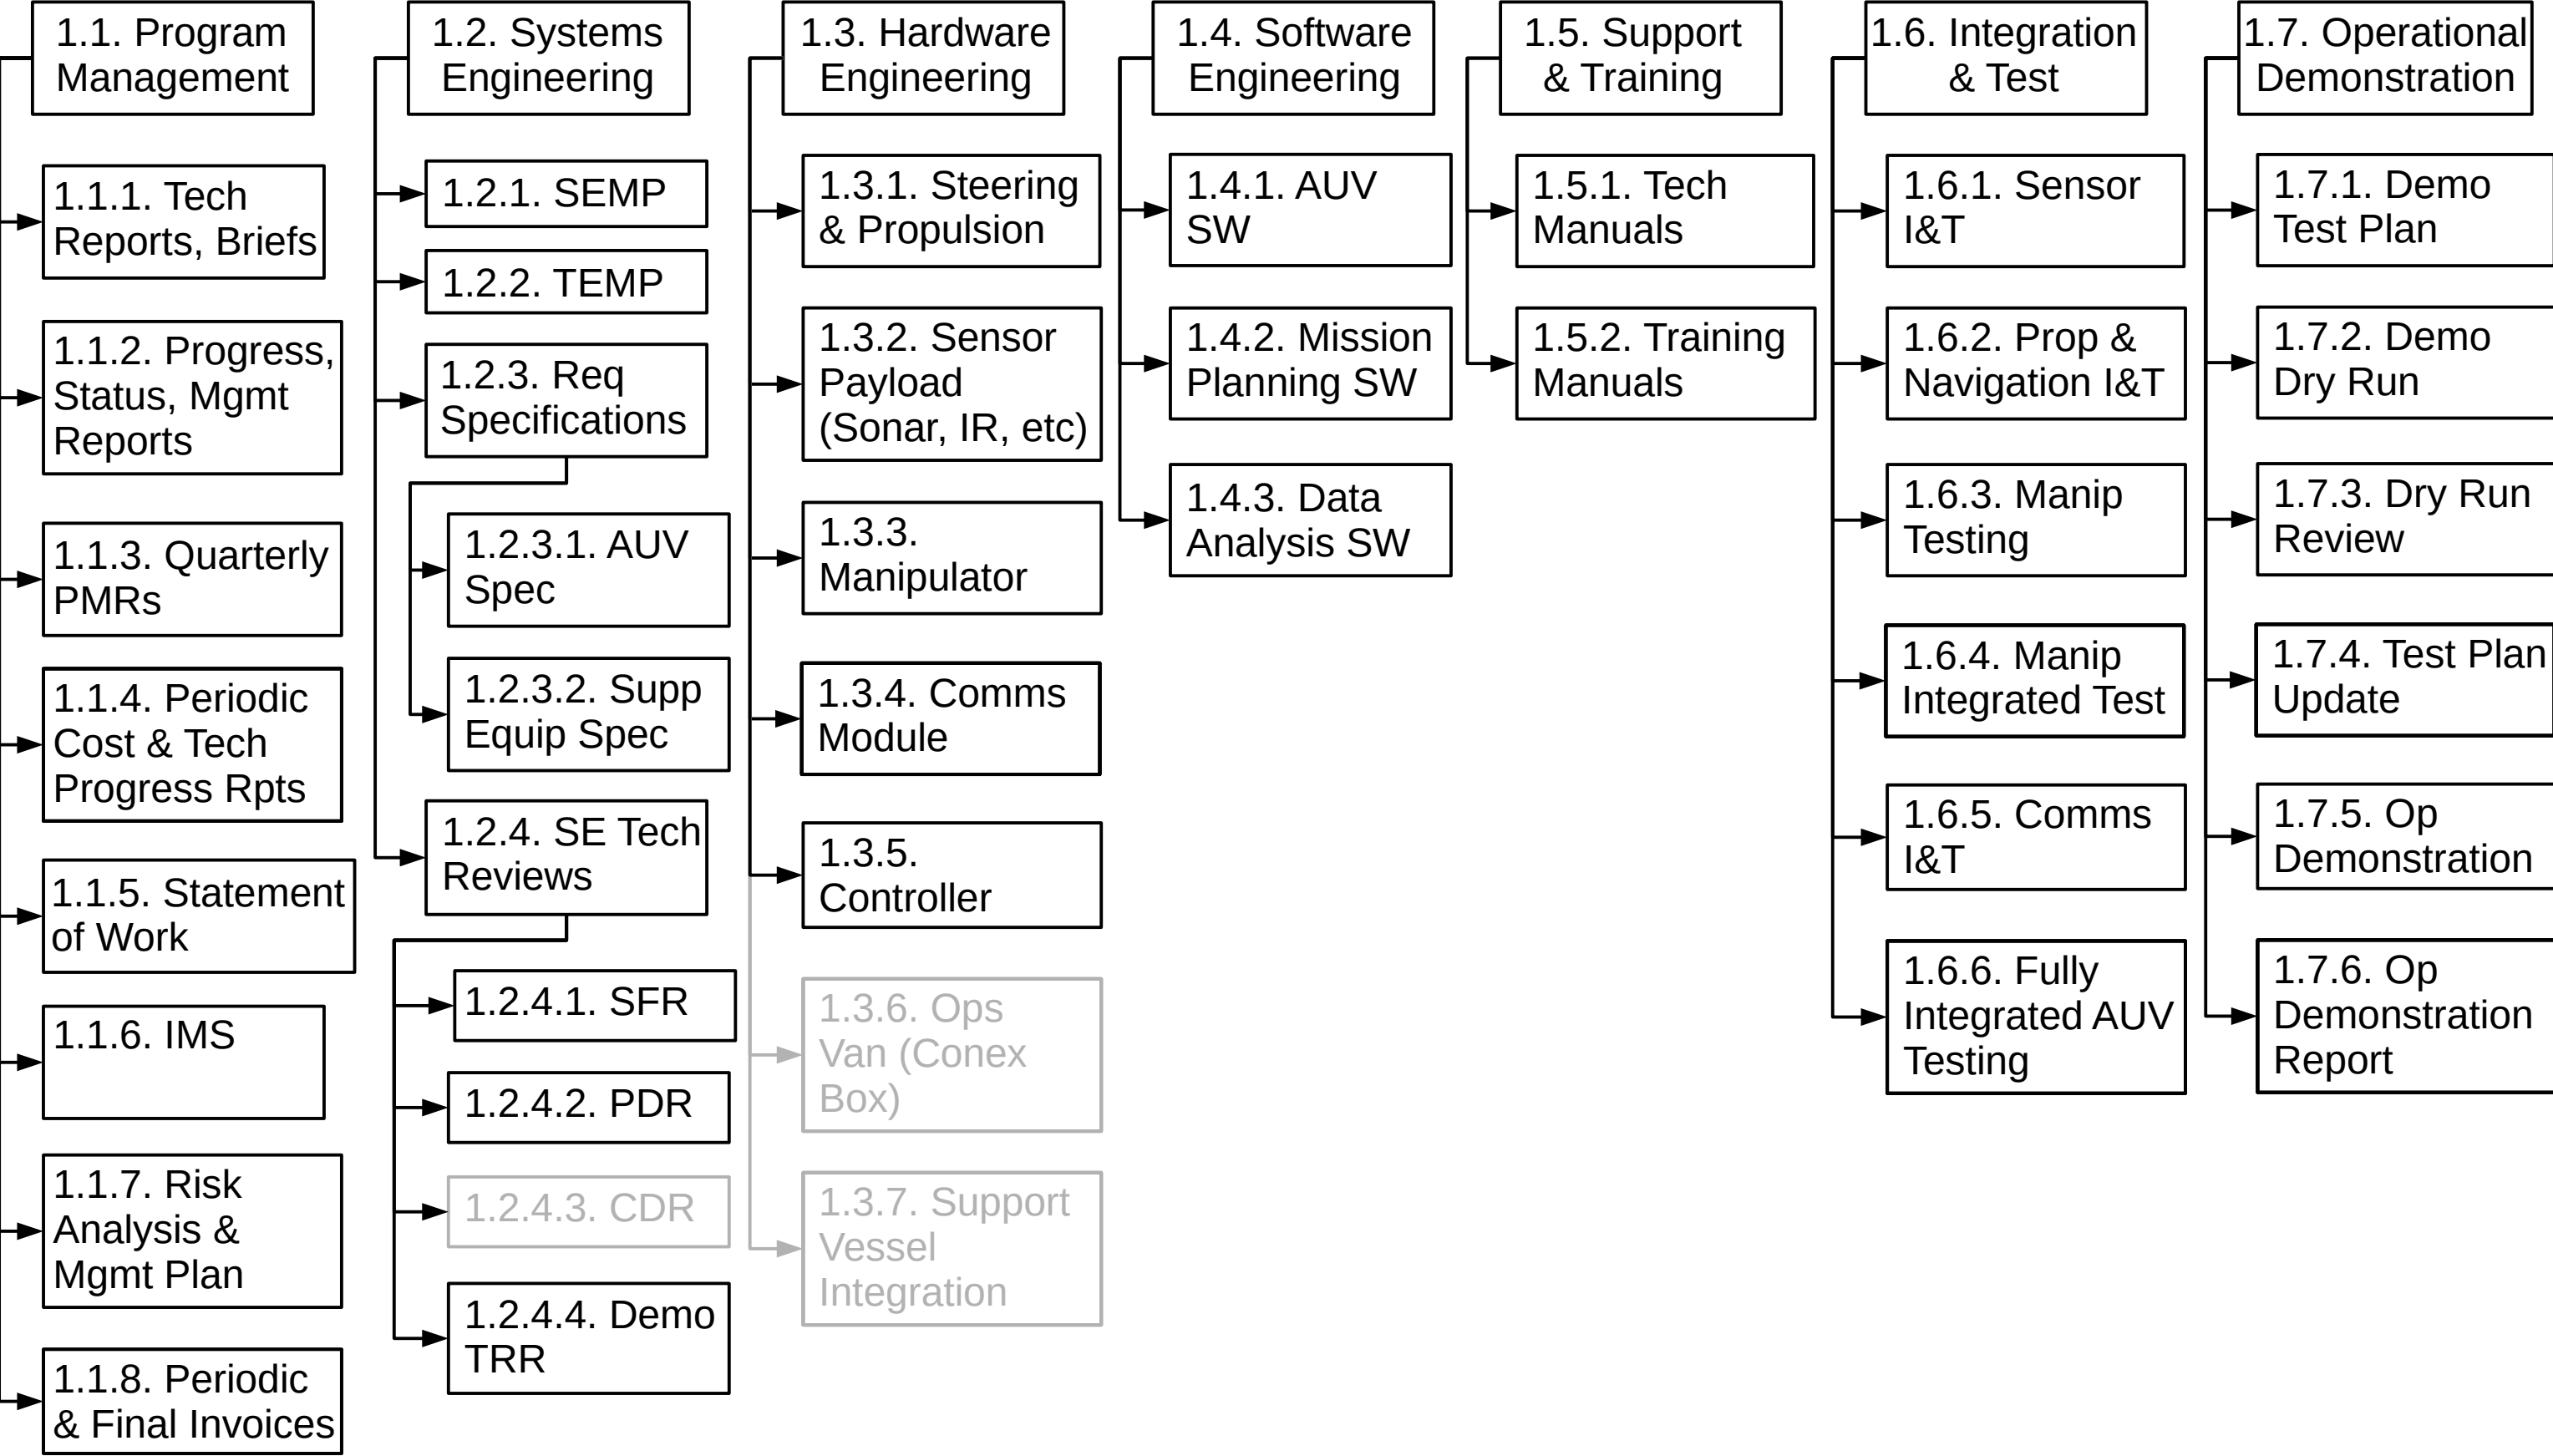 1.1. Program
Management
1.1.1. Tech
Reports, Briefs
1.1.2. Progress,
Status, Mgmt
Reports
1.1.3. Quarterly
PMRs
1.1.4. Periodic
Cost & Tech
Progress Rpts
1.1.5. Statement
of Work
1.1.6. IMS
1.1.7. Risk
Analysis &
Mgmt Plan
1.1.8. Periodic
& Final Invoices
1.2. Systems
Engineering
1.2.1. SEMP
1.2.2. TEMP
1.2.3. Req
Specifications
1.2.3.1. AUV
Spec
1.2.3.2. Supp
Equip Spec
1.2.4. SE Tech
Reviews
1.2.4.1. SFR
1.2.4.2. PDR
1.2.4.3. CDR
1.2.4.4. Demo
TRR
1.3. Hardware
Engineering
1.3.1. Steering
& Propulsion
1.3.2. Sensor
Payload
(Sonar, IR, etc)
1.3.3.
Manipulator
1.3.4. Comms
Module
1.3.5.
Controller
1.3.6. Ops
Van (Conex
Box)
1.3.7. Support
Vessel
Integration
1.4. Software
Engineering
1.4.1. AUV
SW
1.4.2. Mission
Planning SW
1.4.3. Data
Analysis SW
1.5. Support
& Training
1.5.1. Tech
Manuals
1.5.2. Training
Manuals
1.6. Integration
& Test
1.6.1. Sensor
I&T
1.6.2. Prop &
Navigation I&T
1.6.3. Manip
Testing
1.6.4. Manip
Integrated Test
1.6.5. Comms
I&T
1.6.6. Fully
Integrated AUV
Testing
1.7. Operational
Demonstration
1.7.1. Demo
Test Plan
1.7.2. Demo
Dry Run
1.7.3. Dry Run
Review
1.7.4. Test Plan
Update
1.7.5. Op
Demonstration
1.7.6. Op
Demonstration
Report